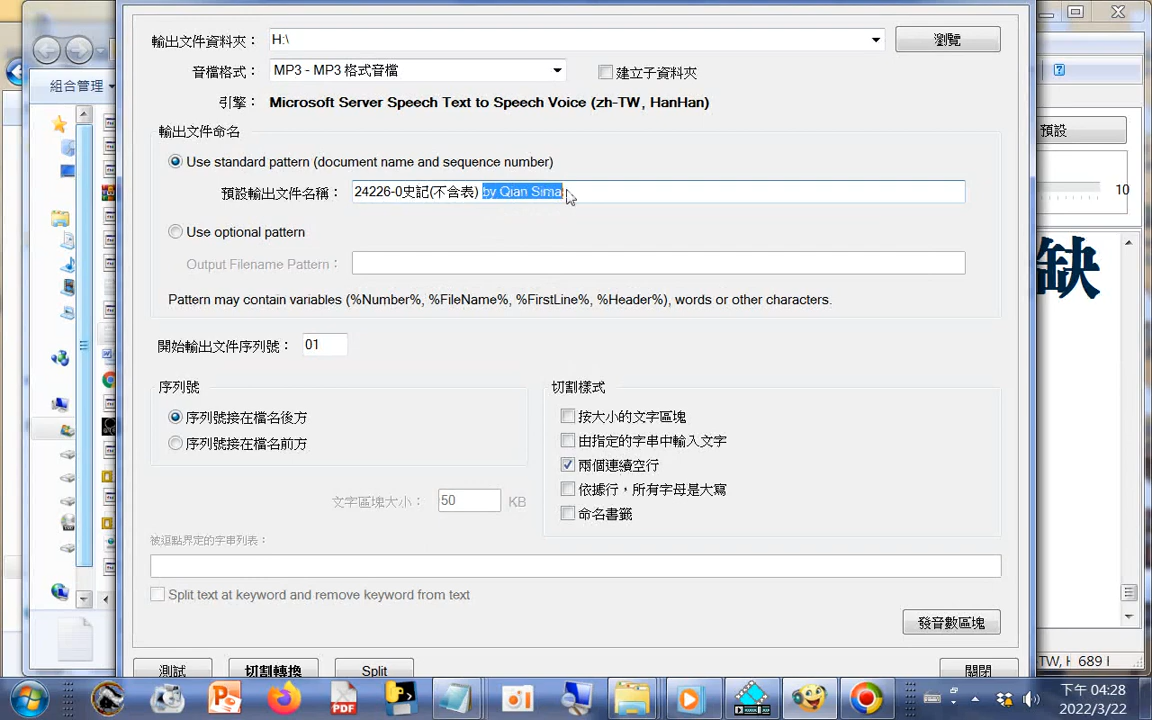 輸出文件資料夾：
H:\
瀏覽
組合管理
音檔格式：
MP3 - MP3 格式音檔
建立子資料夾
引擎：
Microsoft Server Speech Text to Speech Voice (zh-TW, HanHan)
輸出文件命名
預設
Use standard pattern (document name and sequence number)
預設輸出文件名稱：
24226-0史記(不含表) by Qian Sima
10
Use optional pattern
Output Filename Pattern：
缺
Pattern may contain variables (%Number%, %FileName%, %FirstLine%, %Header%), words or other characters.
開始輸出文件序列號：
01
序列號
切割樣式
序列號接在檔名後方
按大小的文字區塊
序列號接在檔名前方
由指定的字串中輸入文字
兩個連續空行
依據行，所有字母是大寫
文字區塊大小：
50
KB
命名書籤
被逗點界定的字串列表：
Split text at keyword and remove keyword from text
發音數區塊
測試
切割轉換
Split
關閉
TW, H 689 l
PDF
下午 04:28
2022/3/22